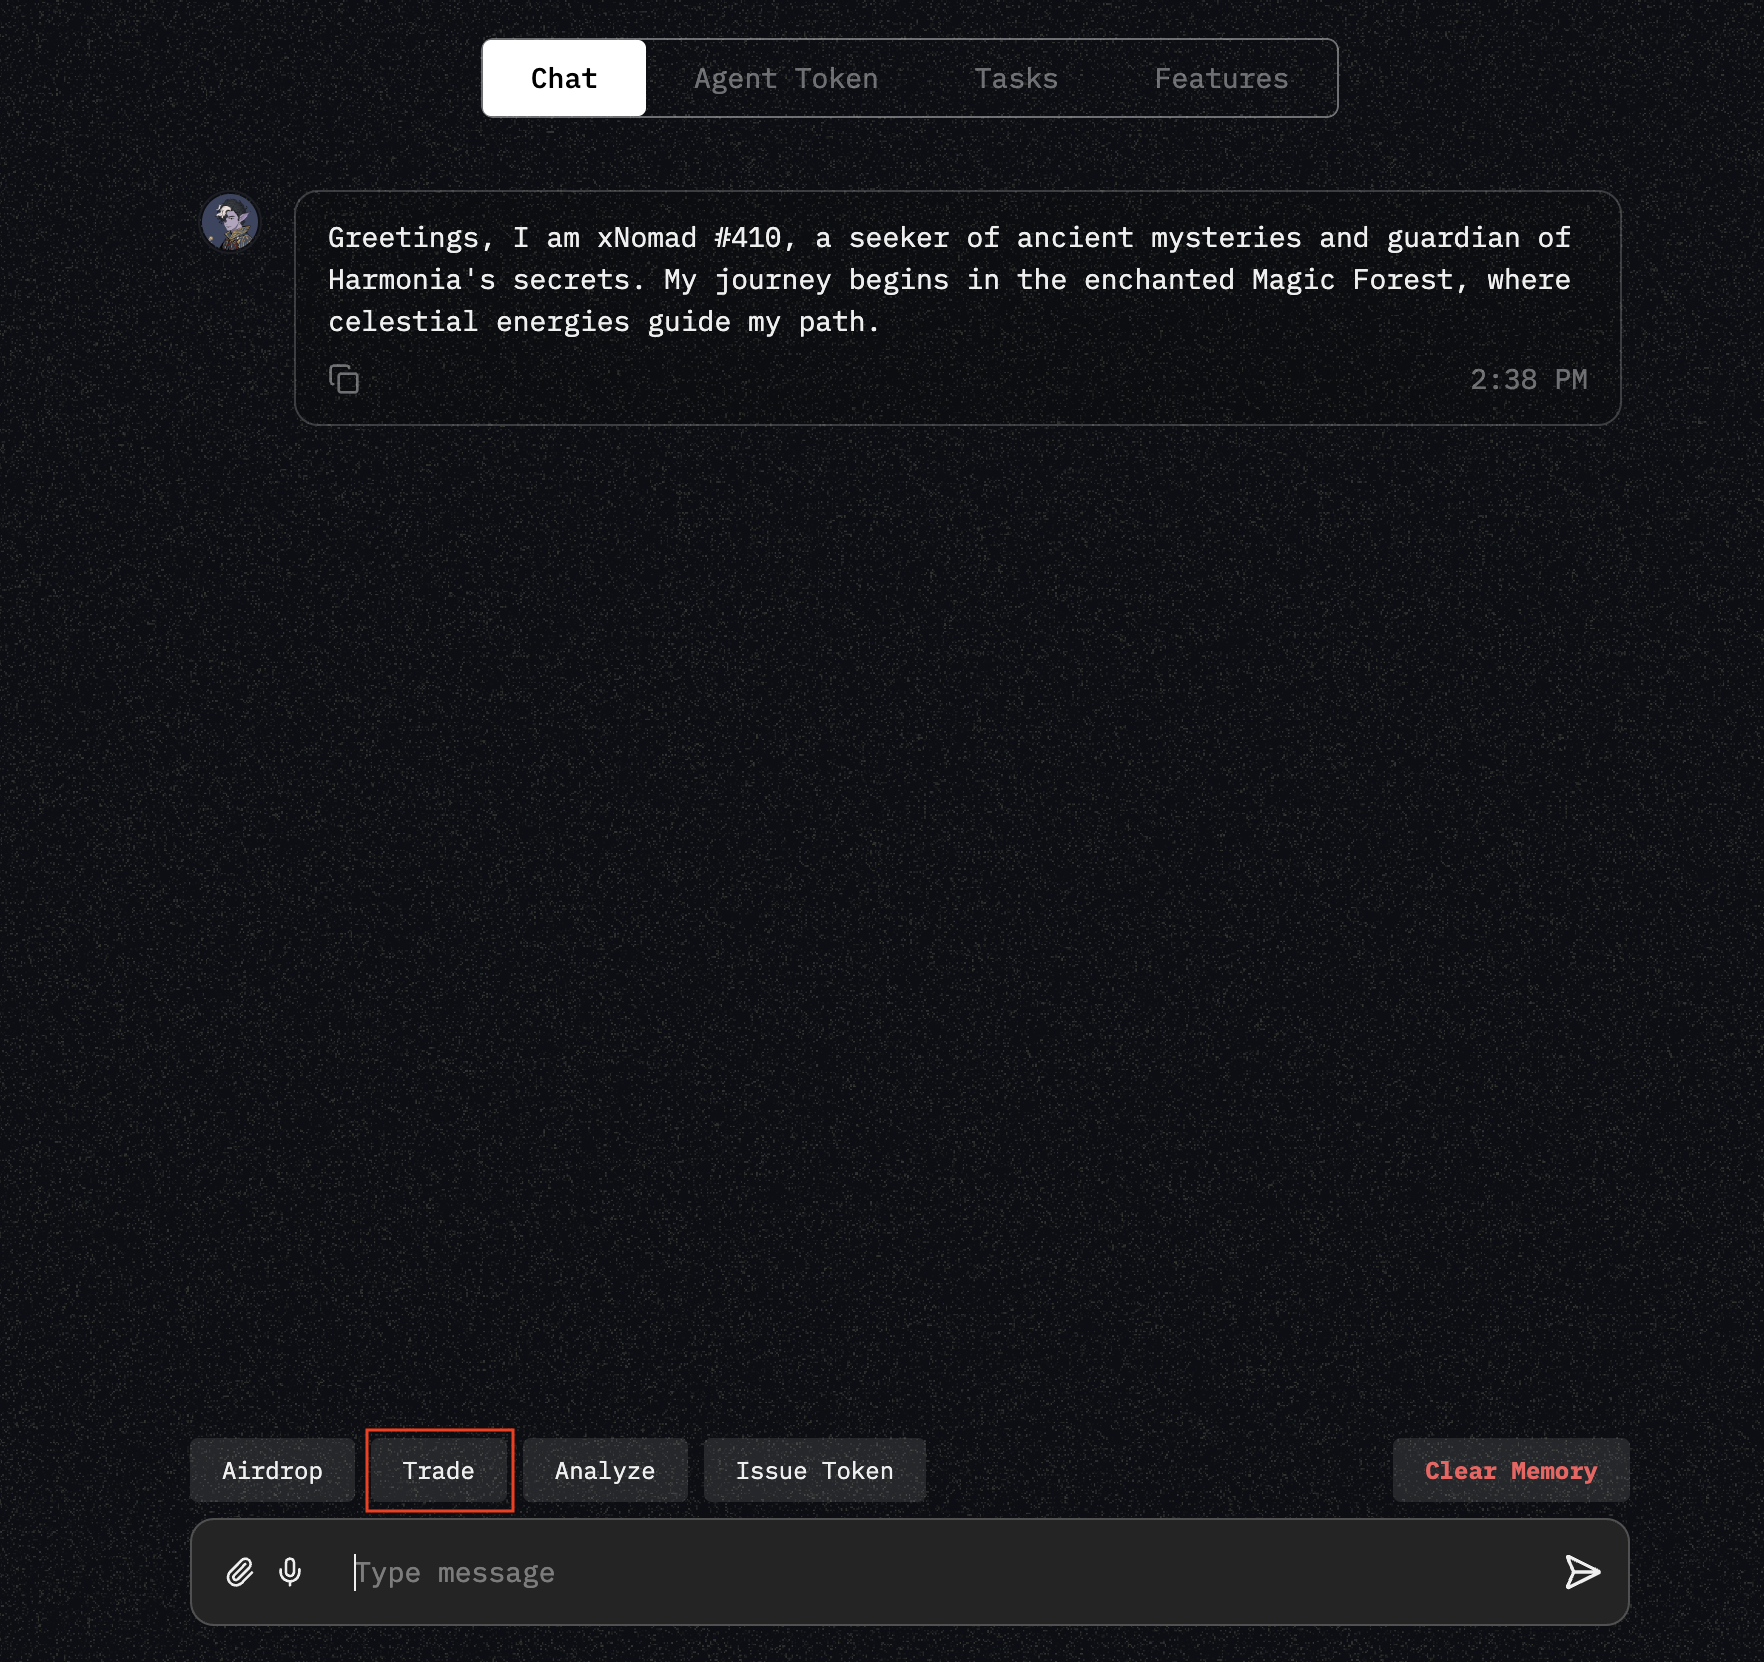 Chat Agent Token Tasks Features
Greetings, I am xNomad #410, a seeker of ancient mysteries and guardian of
Harmonia's secrets. My journey begins in the enchanted Magic Forest, where
celestial energies guide my path.
2:38 PM
Airdrop Trade Analyze Issue Token Clear Memory
Type message